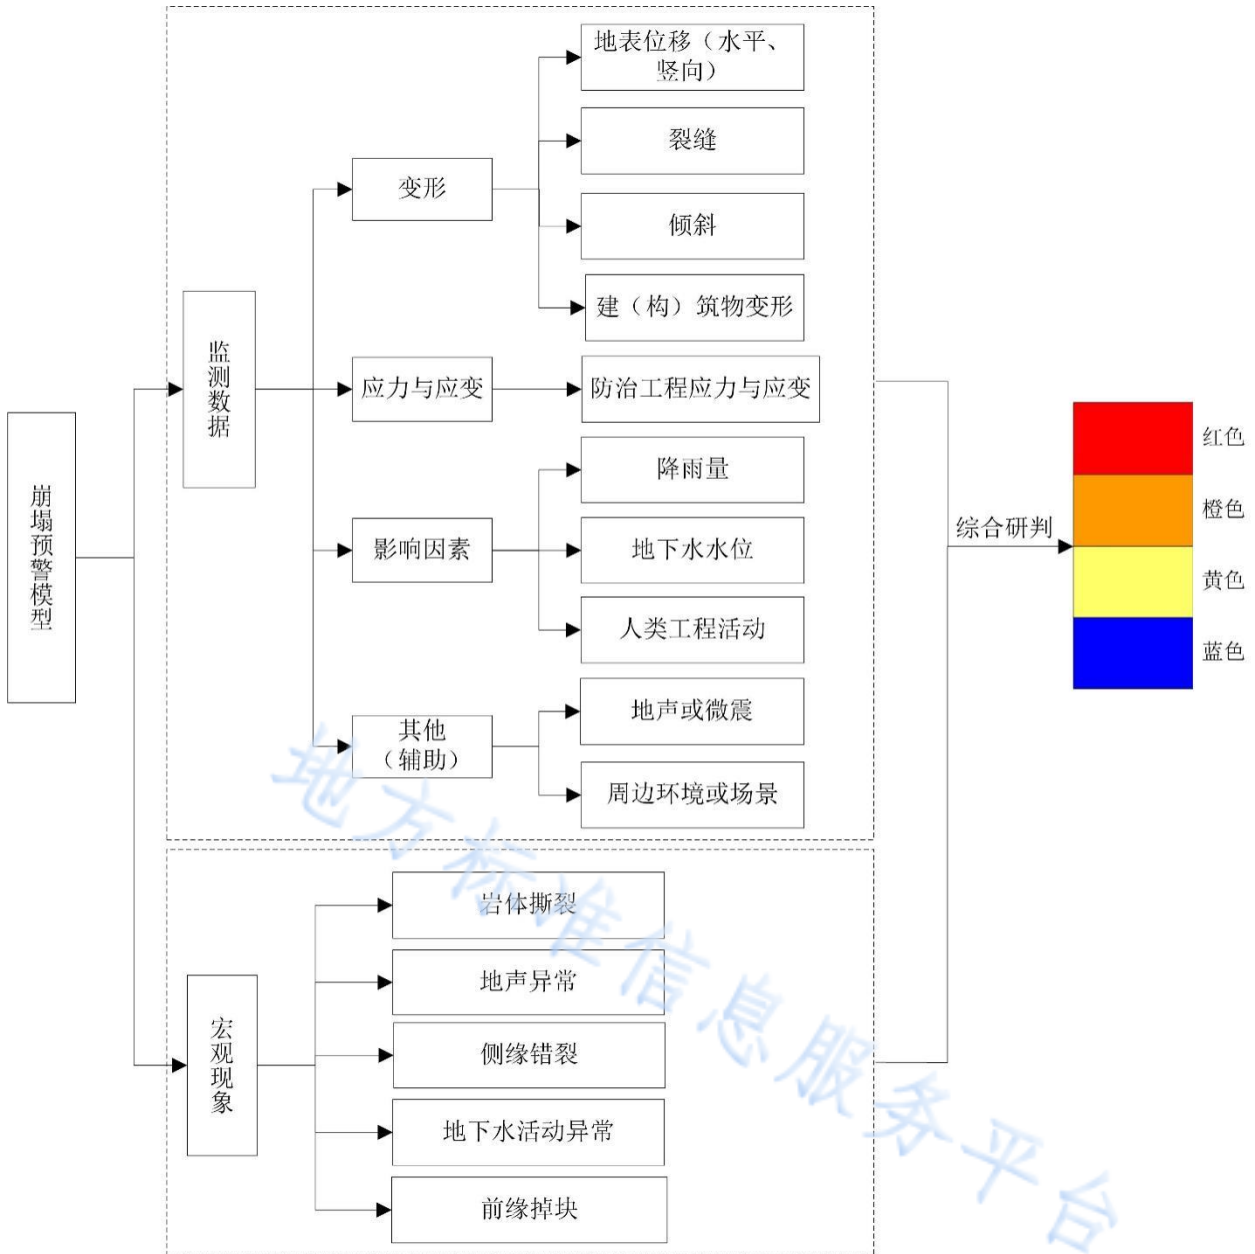 地表位移（水平、
竖向）
裂缝
变形
倾斜
建（构）筑物变形
监测数据
应力与应变
防治工程应力与应变
降雨量
影响因素
地下水水位
人类工程活动
地声或微震
其他
（辅助）
周边环境或场景
崩塌预警模型
岩体撕裂
地声异常
宏观现象
侧缘错裂
地下水活动异常
前缘掉块
综合研判
红色
橙色
黄色
蓝色
地方标准信息服务平台